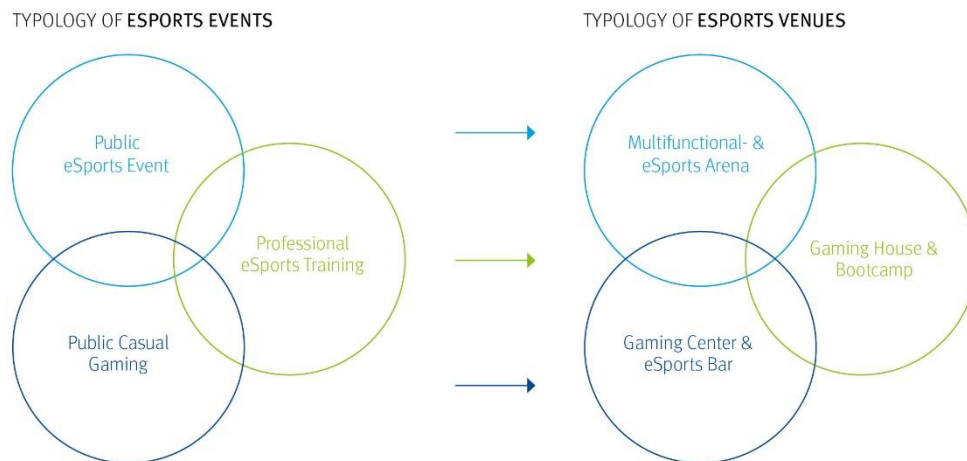 TYPOLOGY OF ESPORTS EVENTS
Public
eSports Event
Professional
eSports Training
Public Casual
Gaming
TYPOLOGY OF ESPORTS VENUES
Multifunctional- &
eSports Arena
Gaming House &
Bootcamp
Gaming Center &
eSports Bar